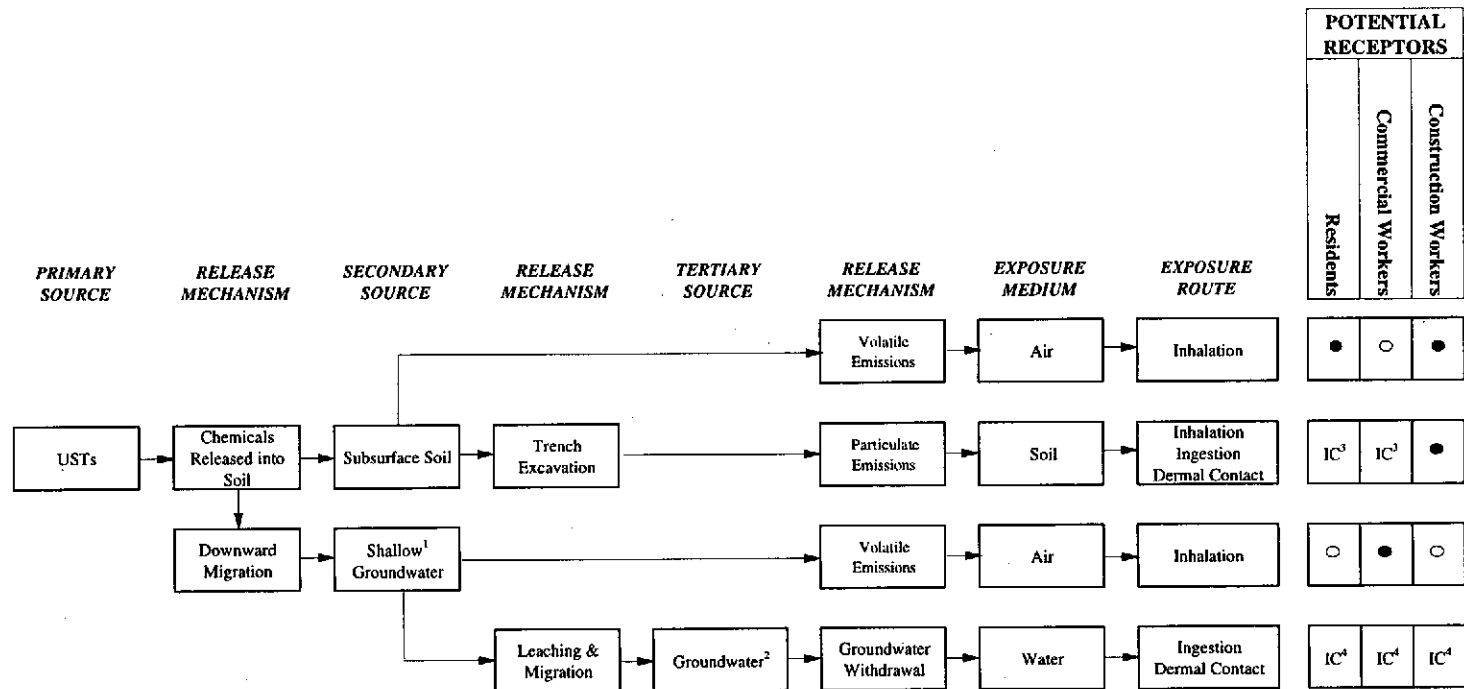 POTENTIAL
RECEPTORS
Residents
Commercial Workers
Construction Workers
PRIMARY
SOURCE
RELEASE
MECHANISM
SECONDARY
SOURCE
RELEASE
MECHANISM
TERTIARY
SOURCE
RELEASE
MECHANISM
EXPOSURE
MEDIUM
EXPOSURE
ROUTE
Volatile
Emissions
Air
Inhalation
USTs
Chemicals
Released into
Soil
Subsurface Soil
Trench
Excavation
Particulate
Emissions
Soil
Inhalation
Ingestion
Dermal Contact
IC³
IC³
Downward
Migration
Shallow¹
Groundwater
Volatile
Emissions
Air
Inhalation
Leaching &
Migration
Groundwater²
Groundwater
Withdrawal
Water
Ingestion
Dermal Contact
IC⁴
IC⁴
IC⁴